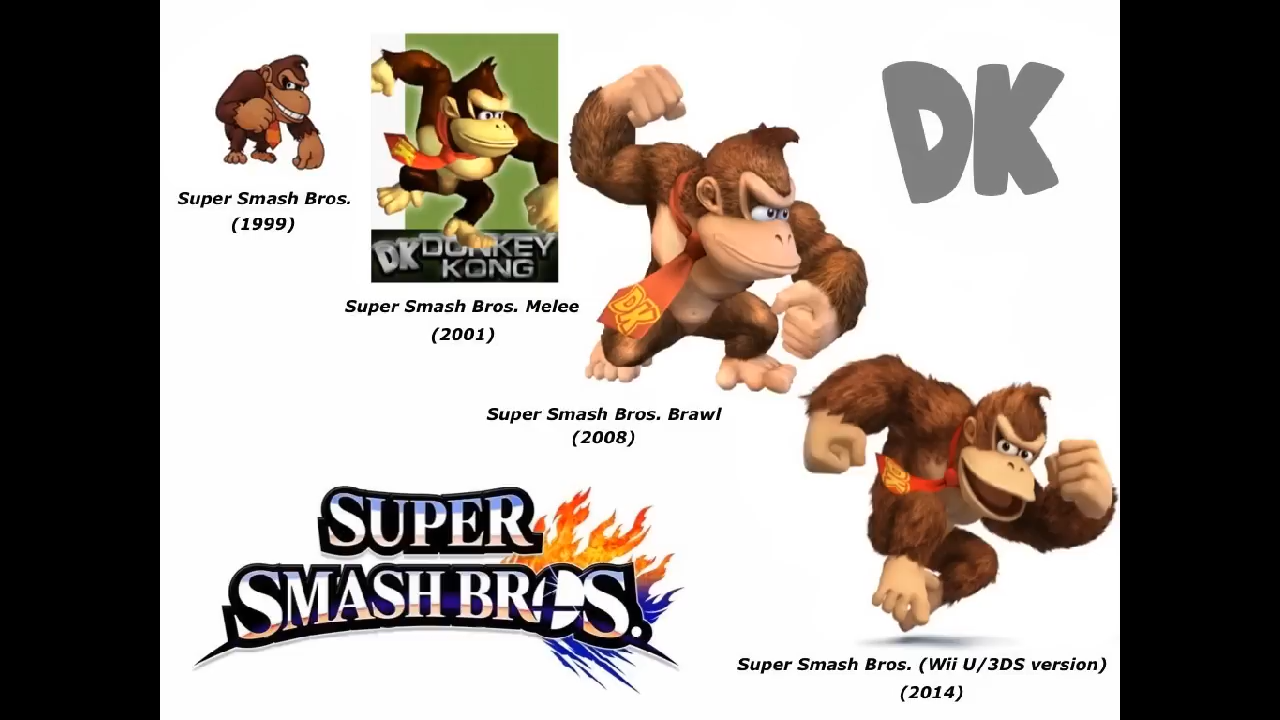 DK
Super Smash Bros.
(1999)
DK DONKEY
KONG
Super Smash Bros. Melee
(2001)
DK
Super Smash Bros. Brawl
(2008)
DK
SUPER
SMASH BROS.
Super Smash Bros. (Wii U/3DS version)
(2014)